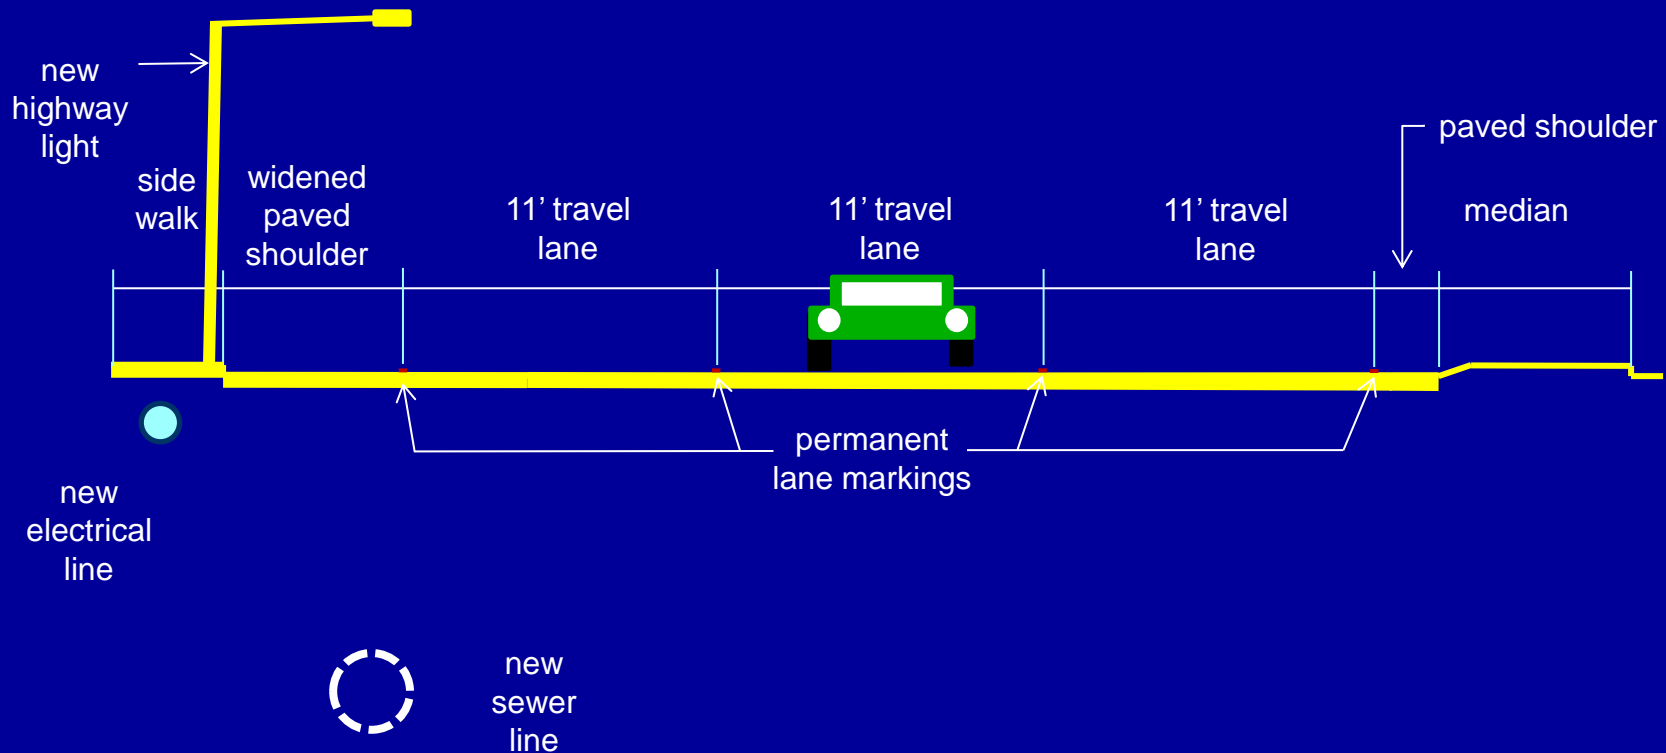 new
highway
light
side
walk
widened
paved
shoulder
11’ travel
lane
11’ travel
lane
11’ travel
lane
paved shoulder
median
permanent
lane markings
new
electrical
line
new
sewer
line